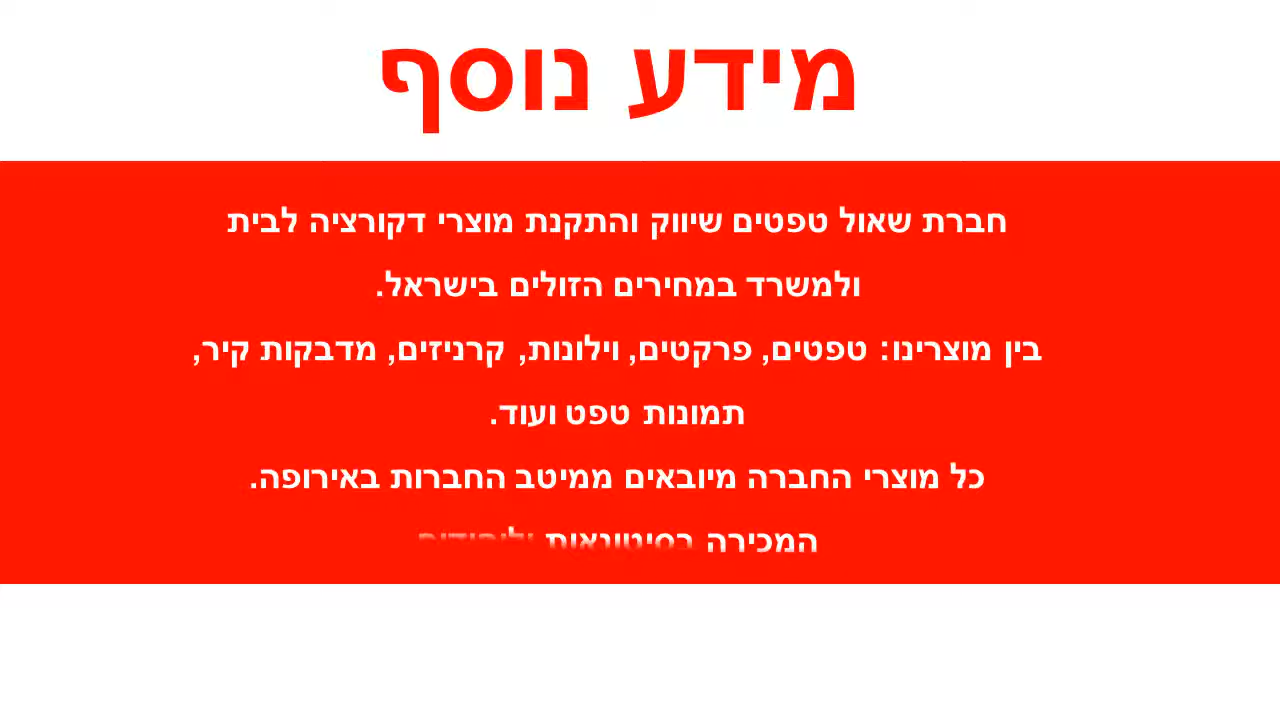 מידע נוסף
חברת שאול טפטים שיווק והתקנת מוצרי דקורציה לבית
ולמשרד במחירים הזולים בישראל.
בין מוצרינו: טפטים, פרקטים, וילונות, קרניזים, מדבקות קיר,
תמונות טפט ועוד.
כל מוצרי החברה מיובאים ממיטב החברות באירופה.
המכירה בסיטונאות